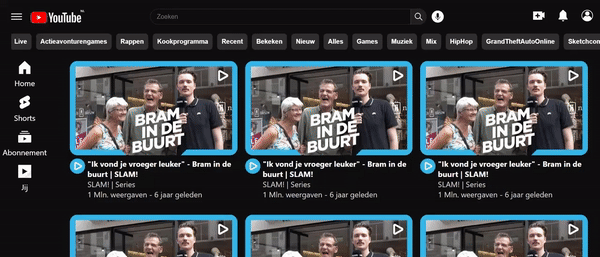 YouTube NL
Zoeken
Live Actieavonturengames Rappen Kookprogramma Recent Bekeken Nieuw Alles Games Muziek Mix HipHop GrandTheftAutoOnline Sketchcom
Home
Shorts
Abonnement
Jij
BRAM IN DE BUURT
BRAM IN DE BUURT
BRAM IN DE BUURT
"Ik vond je vroeger leuker" - Bram in de
buurt | SLAM!
SLAM! | Series
1 Mln. weergaven - 6 jaar geleden
"Ik vond je vroeger leuker" - Bram in de
buurt | SLAM!
SLAM! | Series
1 Mln. weergaven - 6 jaar geleden
"Ik vond je vroeger leuker" - Bram in de
buurt | SLAM!
SLAM! | Series
1 Mln. weergaven - 6 jaar geleden